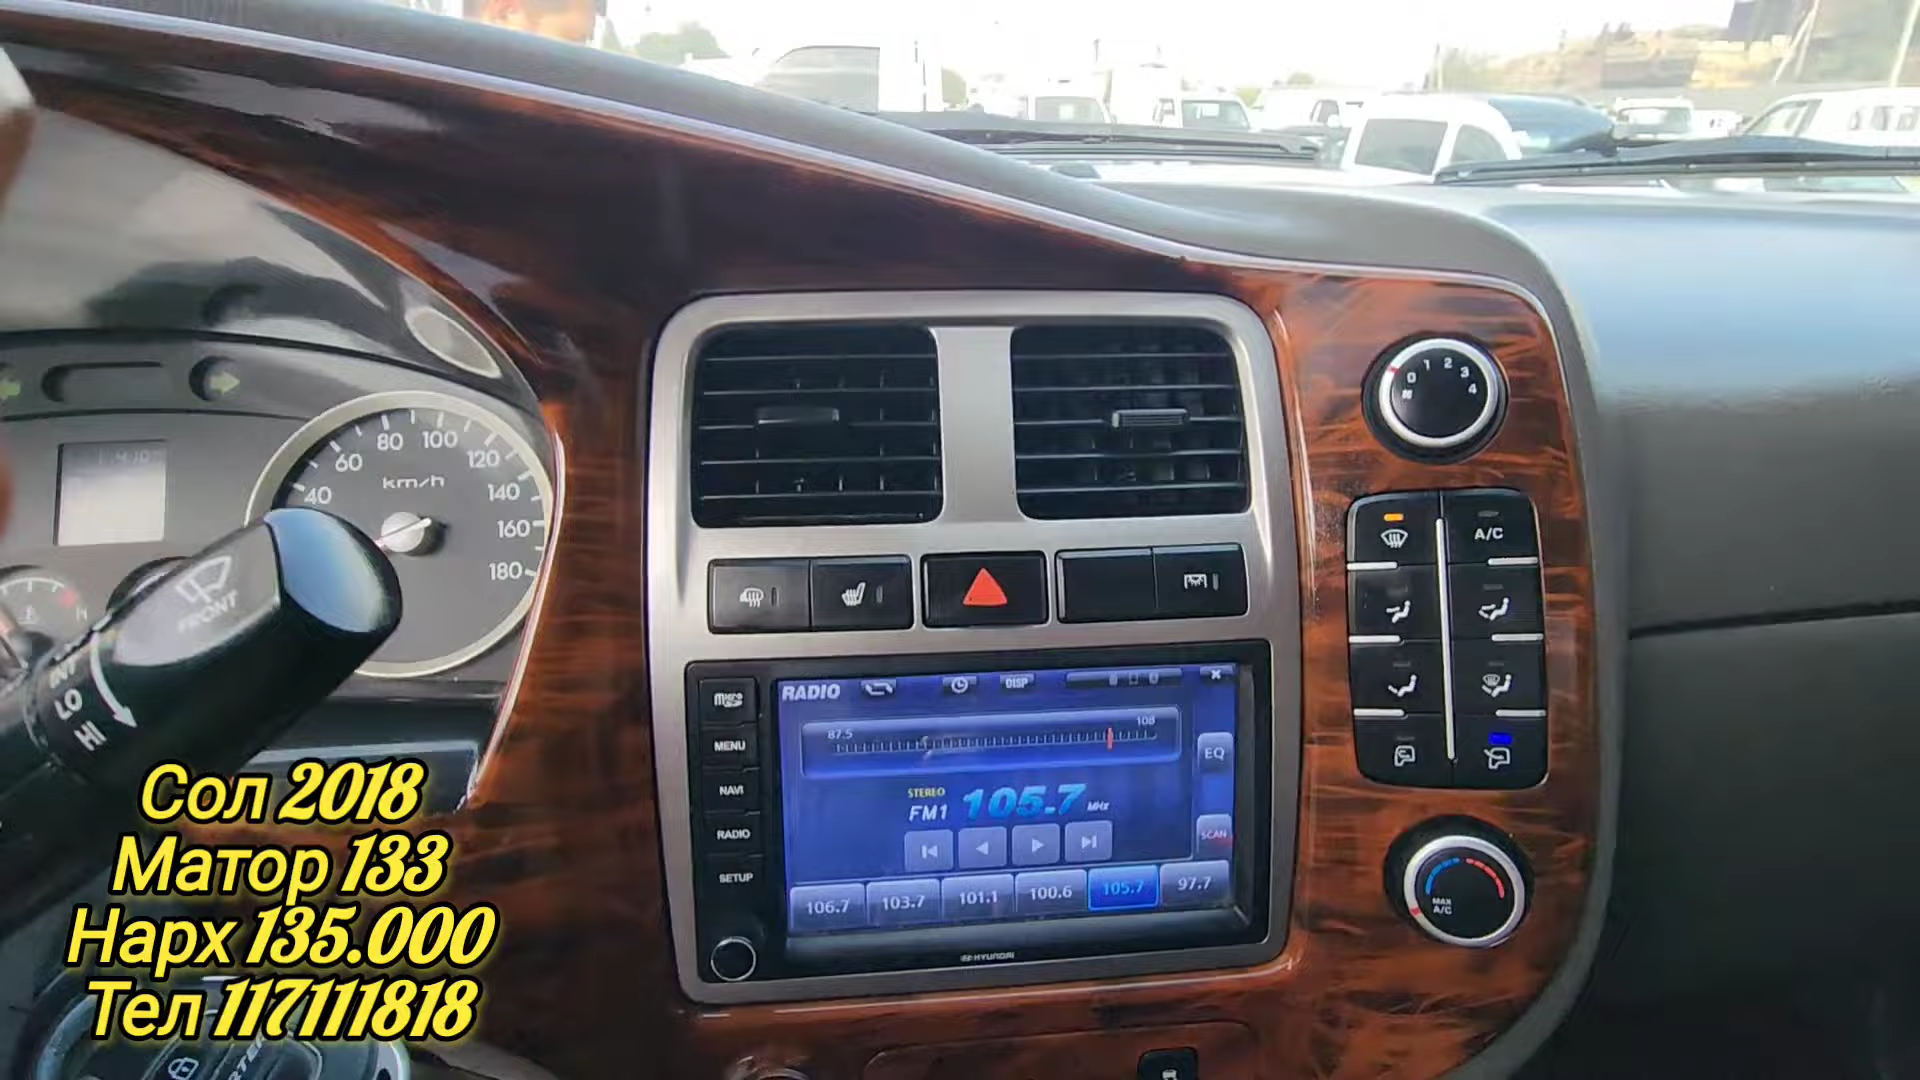 km/h
40
60
80
100
120
140
160
180
FRONT
INT
LO
HI
0 1 2 3 4
A/C
MAX
A/C
micro
MENU
NAVI
RADIO
SETUP
RADIO
DISP
87.5
108
EQ
STEREO
FM1 105.7 MHz
SCAN
106.7
103.7
101.1
100.6
105.7
97.7
HYUNDAI
Сол 2018
Матор 133
Нарх 135.000
Тел 117111818